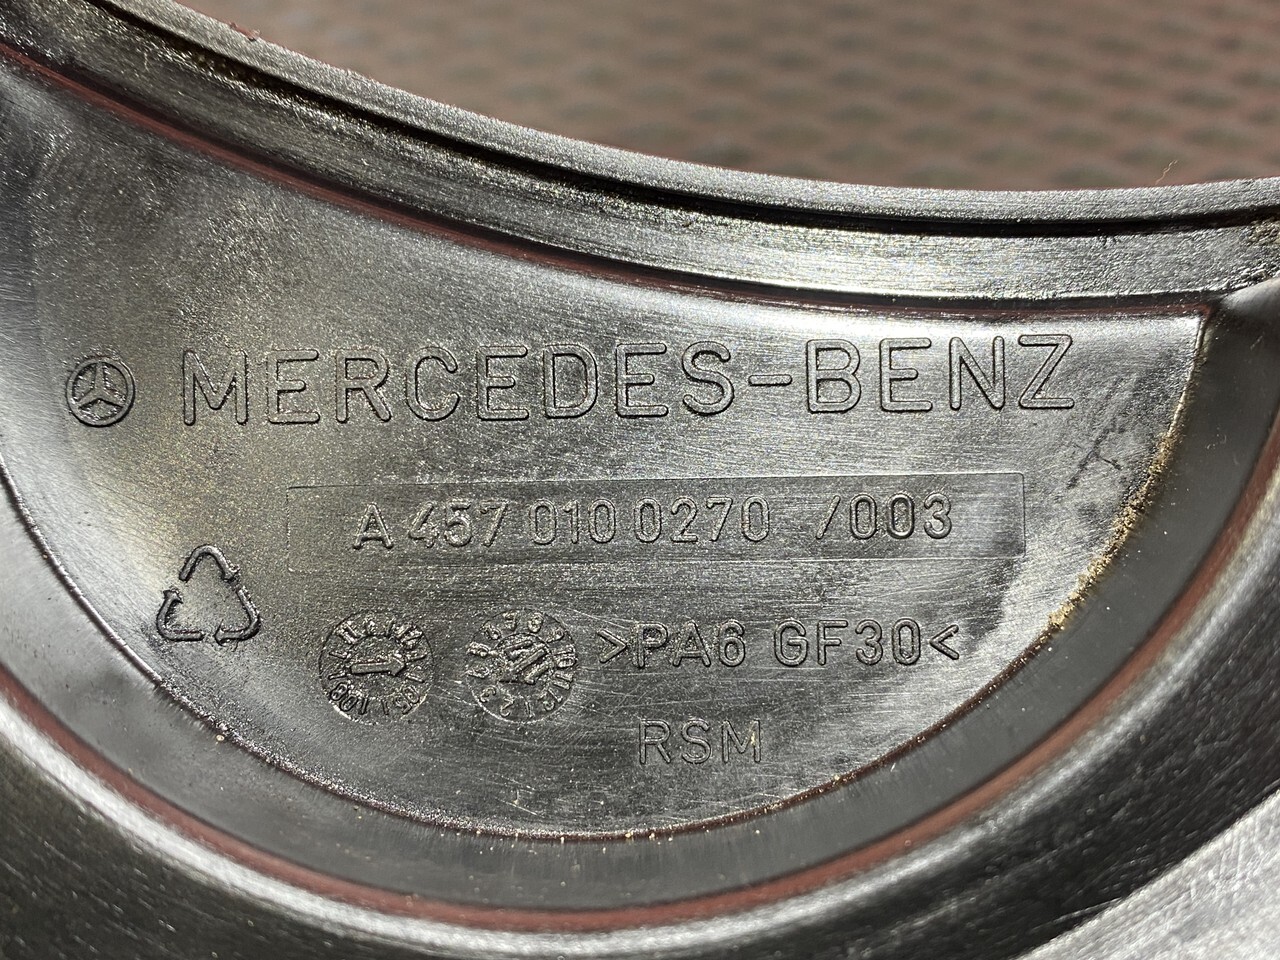 MERCEDES-BENZ
A 457 010 0270 /003
>PA6 GF30<
RSM